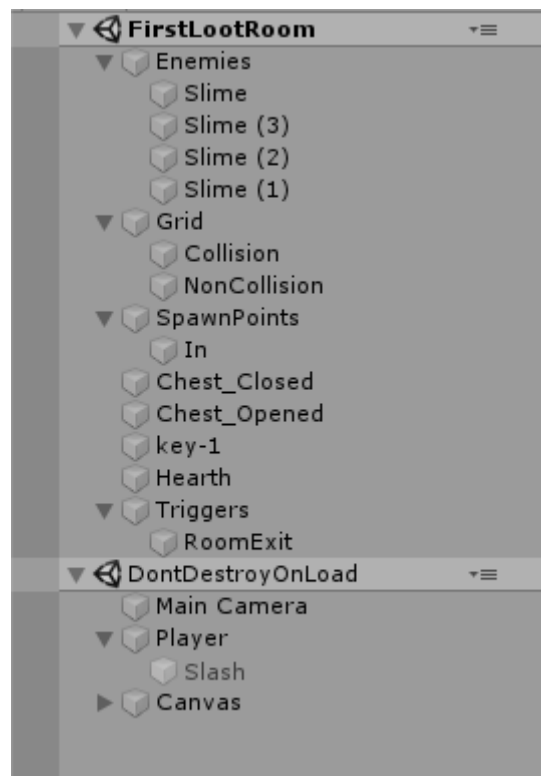 FirstLootRoom
Enemies
Slime
Slime (3)
Slime (2)
Slime (1)
Grid
Collision
NonCollision
SpawnPoints
In
Chest_Closed
Chest_Opened
key-1
Hearth
Triggers
RoomExit
DontDestroyOnLoad
Main Camera
Player
Slash
Canvas